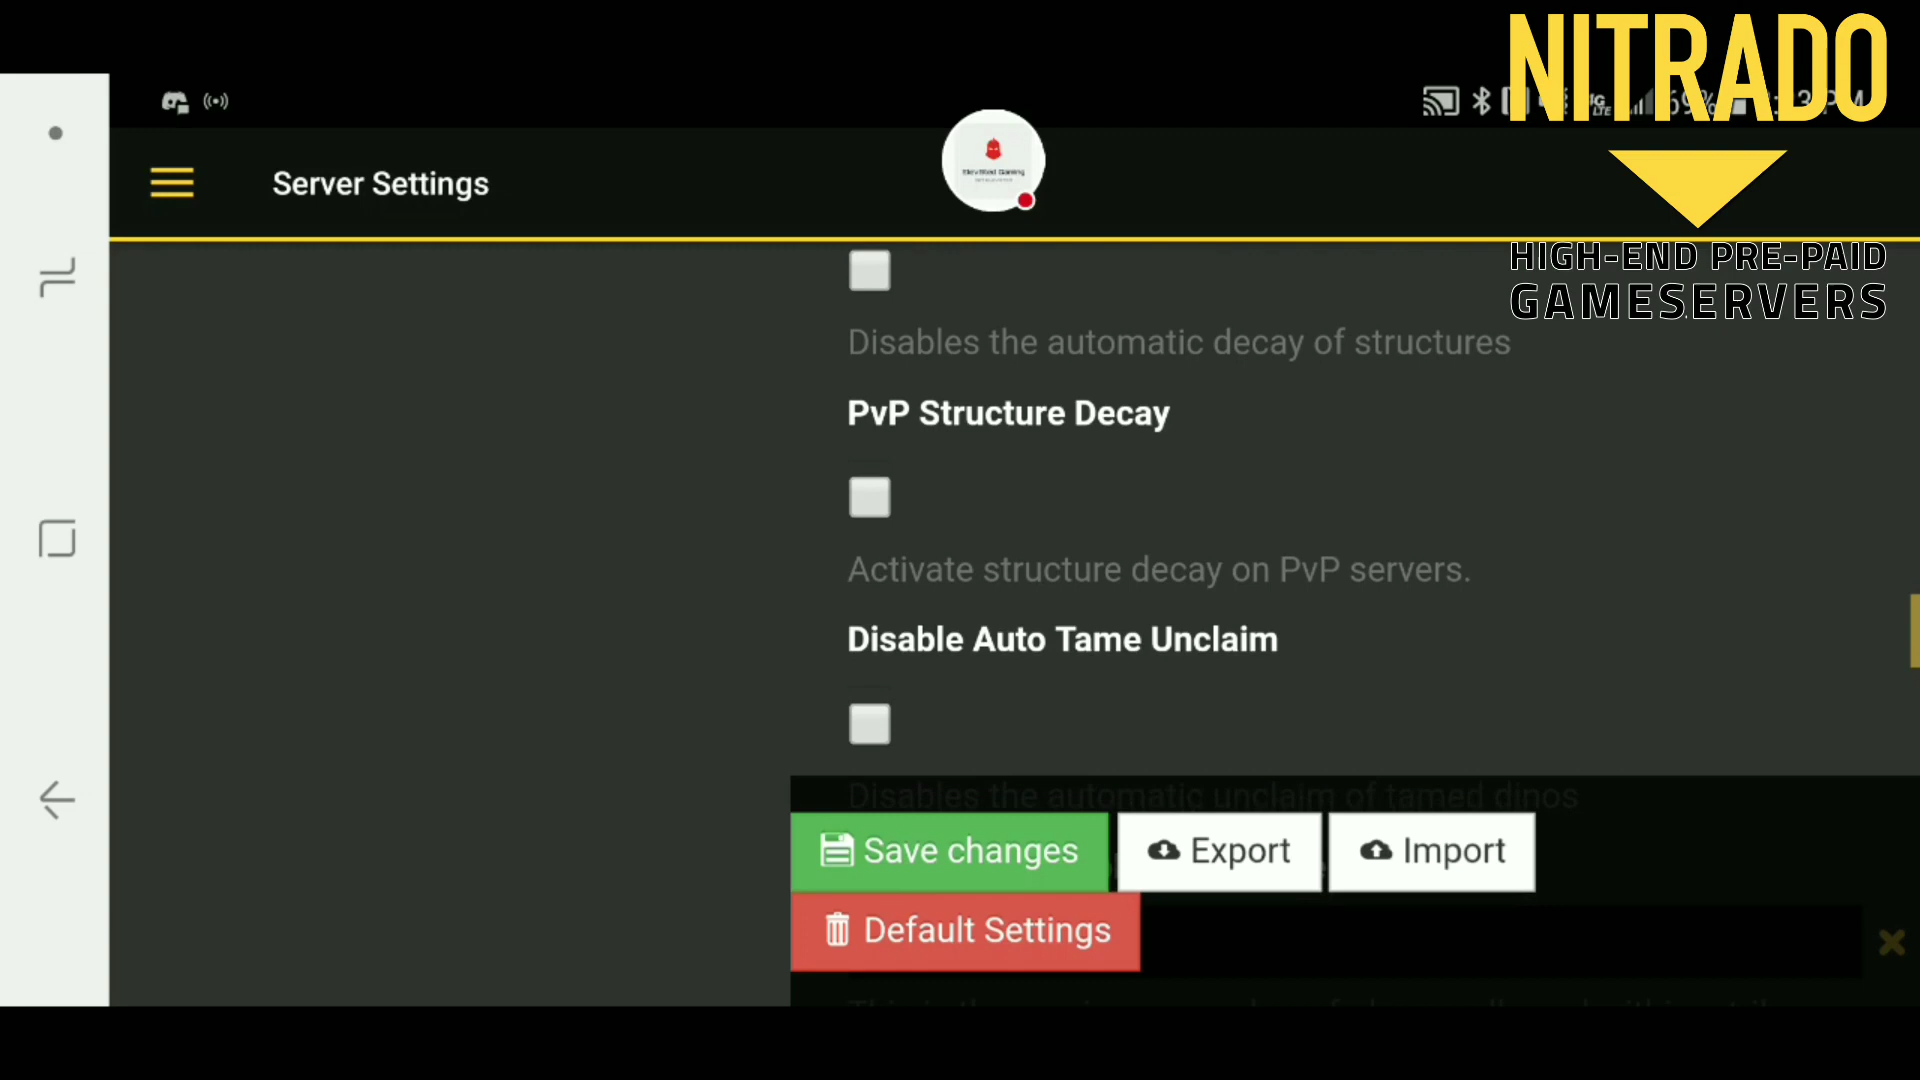 NITRADO
Server Settings
HIGH-END PRE-PAID
GAMESERVERS
Disables the automatic decay of structures
PvP Structure Decay
Activate structure decay on PvP servers.
Disable Auto Tame Unclaim
Disables the automatic unclaim of tamed dinos
Save changes
Export
Import
Default Settings